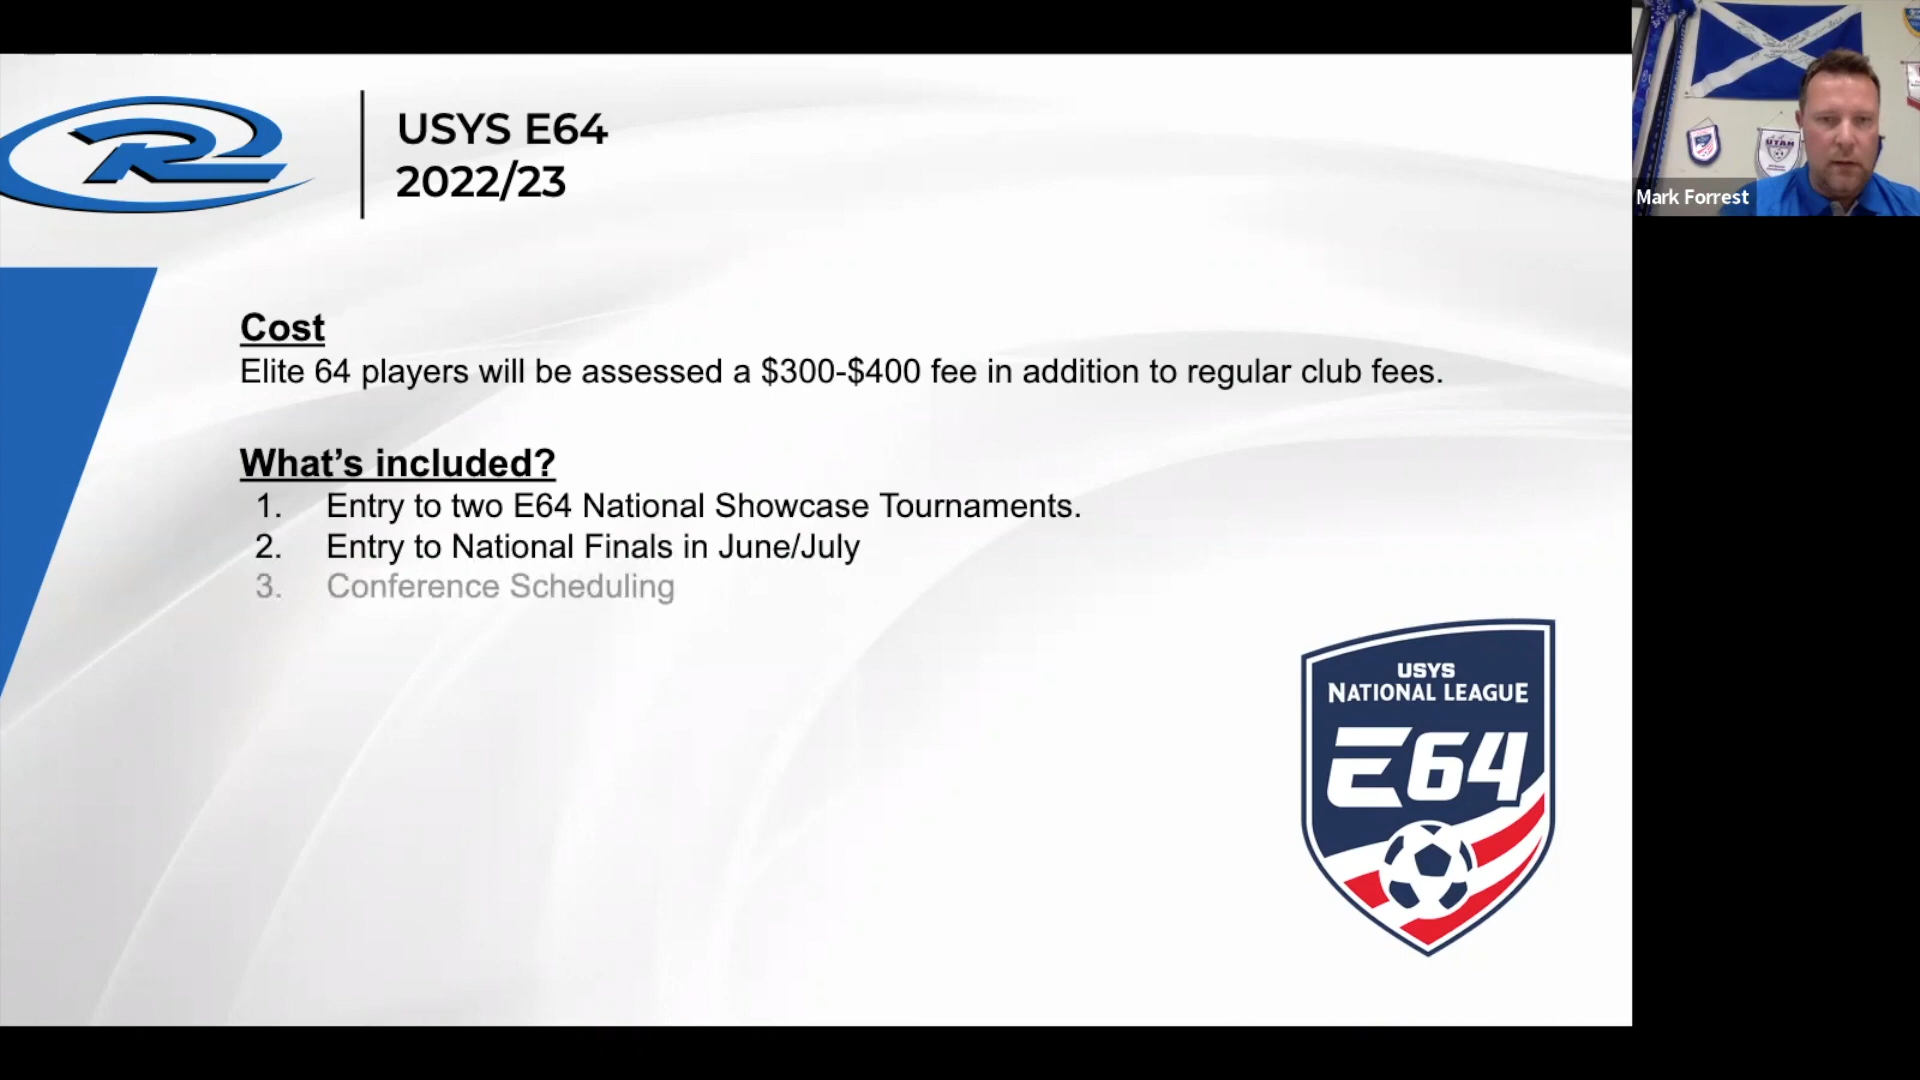 USYS E64
2022/23
Mark Forrest
UTAH
Cost
Elite 64 players will be assessed a $300-$400 fee in addition to regular club fees.
What’s included?
1. Entry to two E64 National Showcase Tournaments.
2. Entry to National Finals in June/July
3. Conference Scheduling
USYS
NATIONAL LEAGUE
E64